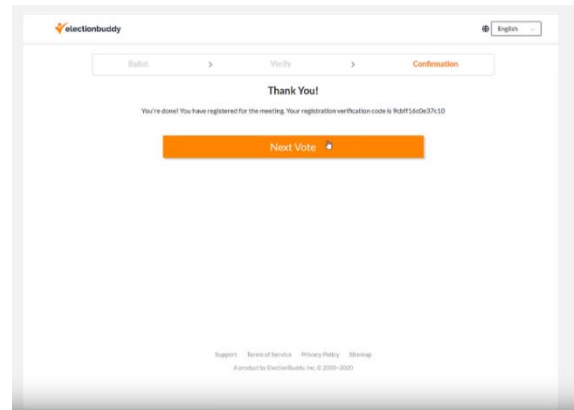 electionbuddy
English
Ballot > Verify > Confirmation
Thank You!
You're done! You have registered for the meeting. Your registration verification code is 9cbff16c0e37c10
Next Vote
Support Terms of Service Privacy Policy Sitemap
A product by ElectionBuddy, Inc. © 2008-2020